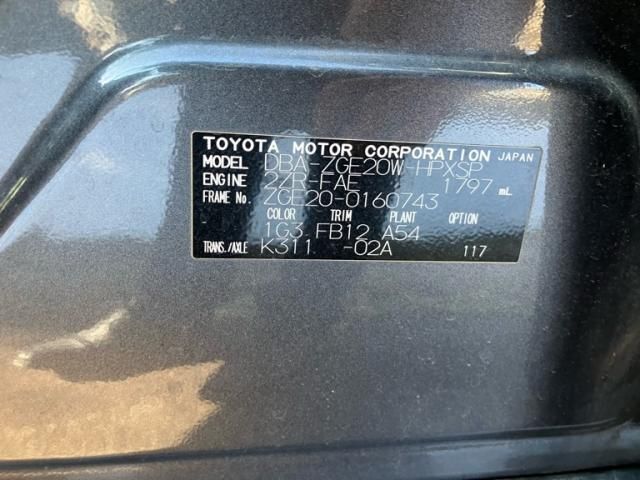 TOYOTA MOTOR CORPORATION JAPAN
MODEL DBA-ZGE20W-HPXSP
ENGINE 2ZR-FAE 1797 mL
FRAME No. ZGE20-0160743
COLOR TRIM PLANT OPTION
1G3 FB12 A54
TRANS./AXLE K311 -02A 117